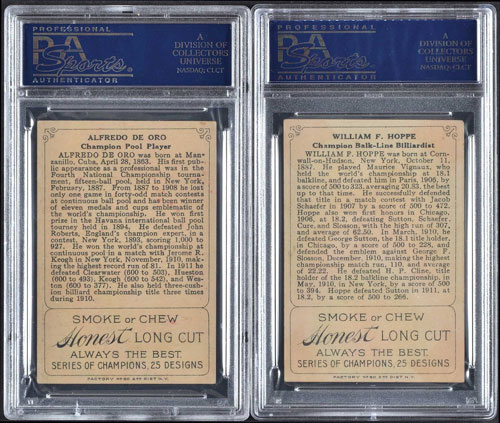 PROFESSIONAL
PSA
Sports
AUTHENTICATOR
A
DIVISION OF
COLLECTORS
UNIVERSE
NASDAQ: CLCT
ALFREDO DE ORO
Champion Pool Player
ALFREDO DE ORO was born at Man-
zanillo, Cuba, April 28, 1863. His first pub-
lic appearance as a professional was in the
Fourth National Championship tourna-
ment, fifteen-ball pool, held in New York,
February, 1887. From 1887 to 1908 he lost
only one game in forty-odd match contests
at continuous ball pool and has been winner
of eleven medals and cups emblematic of
the world's championship. He won first
prize in the Havana international ball pool
tourney held in 1894. He defeated John
Roberts, England's champion expert, in a
contest, New York, 1893, scoring 1,000 to
927. He won the world's championship at
continuous pool in a match with Jerome R.
Keogh in New York, November, 1910, mak-
ing the highest record run of 81. In 1911 he
defeated Clearwater (600 to 503), Hueston,
(600 to 493), Keogh (600 to 542), and Wes-
ton (600 to 377). He also held three-cush-
ion billiard championship title three times
during 1910.
SMOKE or CHEW
Honest LONG CUT
ALWAYS THE BEST.
SERIES OF CHAMPIONS, 25 DESIGNS
FACTORY No 30 2ND DIST N.Y.
PROFESSIONAL
PSA
Sports
AUTHENTICATOR
A
DIVISION OF
COLLECTORS
UNIVERSE
NASDAQ: CLCT
WILLIAM F. HOPPE
Champion Balk-Line Billiardist
WILLIAM F. HOPPE was born at Corn-
wall-on-Hudson, New York, October 11,
1887. He played Maurice Vignaux, who
held the world's championship at 18.1
balkline, and defeated him in Paris, 1906, by
a score of 500 to 323, averaging 20.83, the best
up to that time. He successfully defended
that title in a match contest with Jacob
Schaefer in 1907 by a score of 500 to 472.
Hoppe also won first honors in Chicago,
1906, at 18.2, defeating Sutton, Schaefer,
Cure, and Slosson, with the high run of 307,
and average of 62.50. In March, 1910, he
defeated George Sutton, the 18.1 title holder,
in Chicago, by a score of 500 to 228, and
defended the emblem against George F.
Slosson, December, 1910, making the highest
championship match run, 110, and average
of 22.22. He defeated H. P. Cline, title
holder of the 18.2 balkline championship, in
May, 1910, in New York, by a score of 500
to 394. Hoppe defeated Sutton in 1911, at
18.2, by a score of 500 to 266.
SMOKE or CHEW
Honest LONG CUT
ALWAYS THE BEST.
SERIES OF CHAMPIONS, 25 DESIGNS
FACTORY No 30 2ND DIST N.Y.